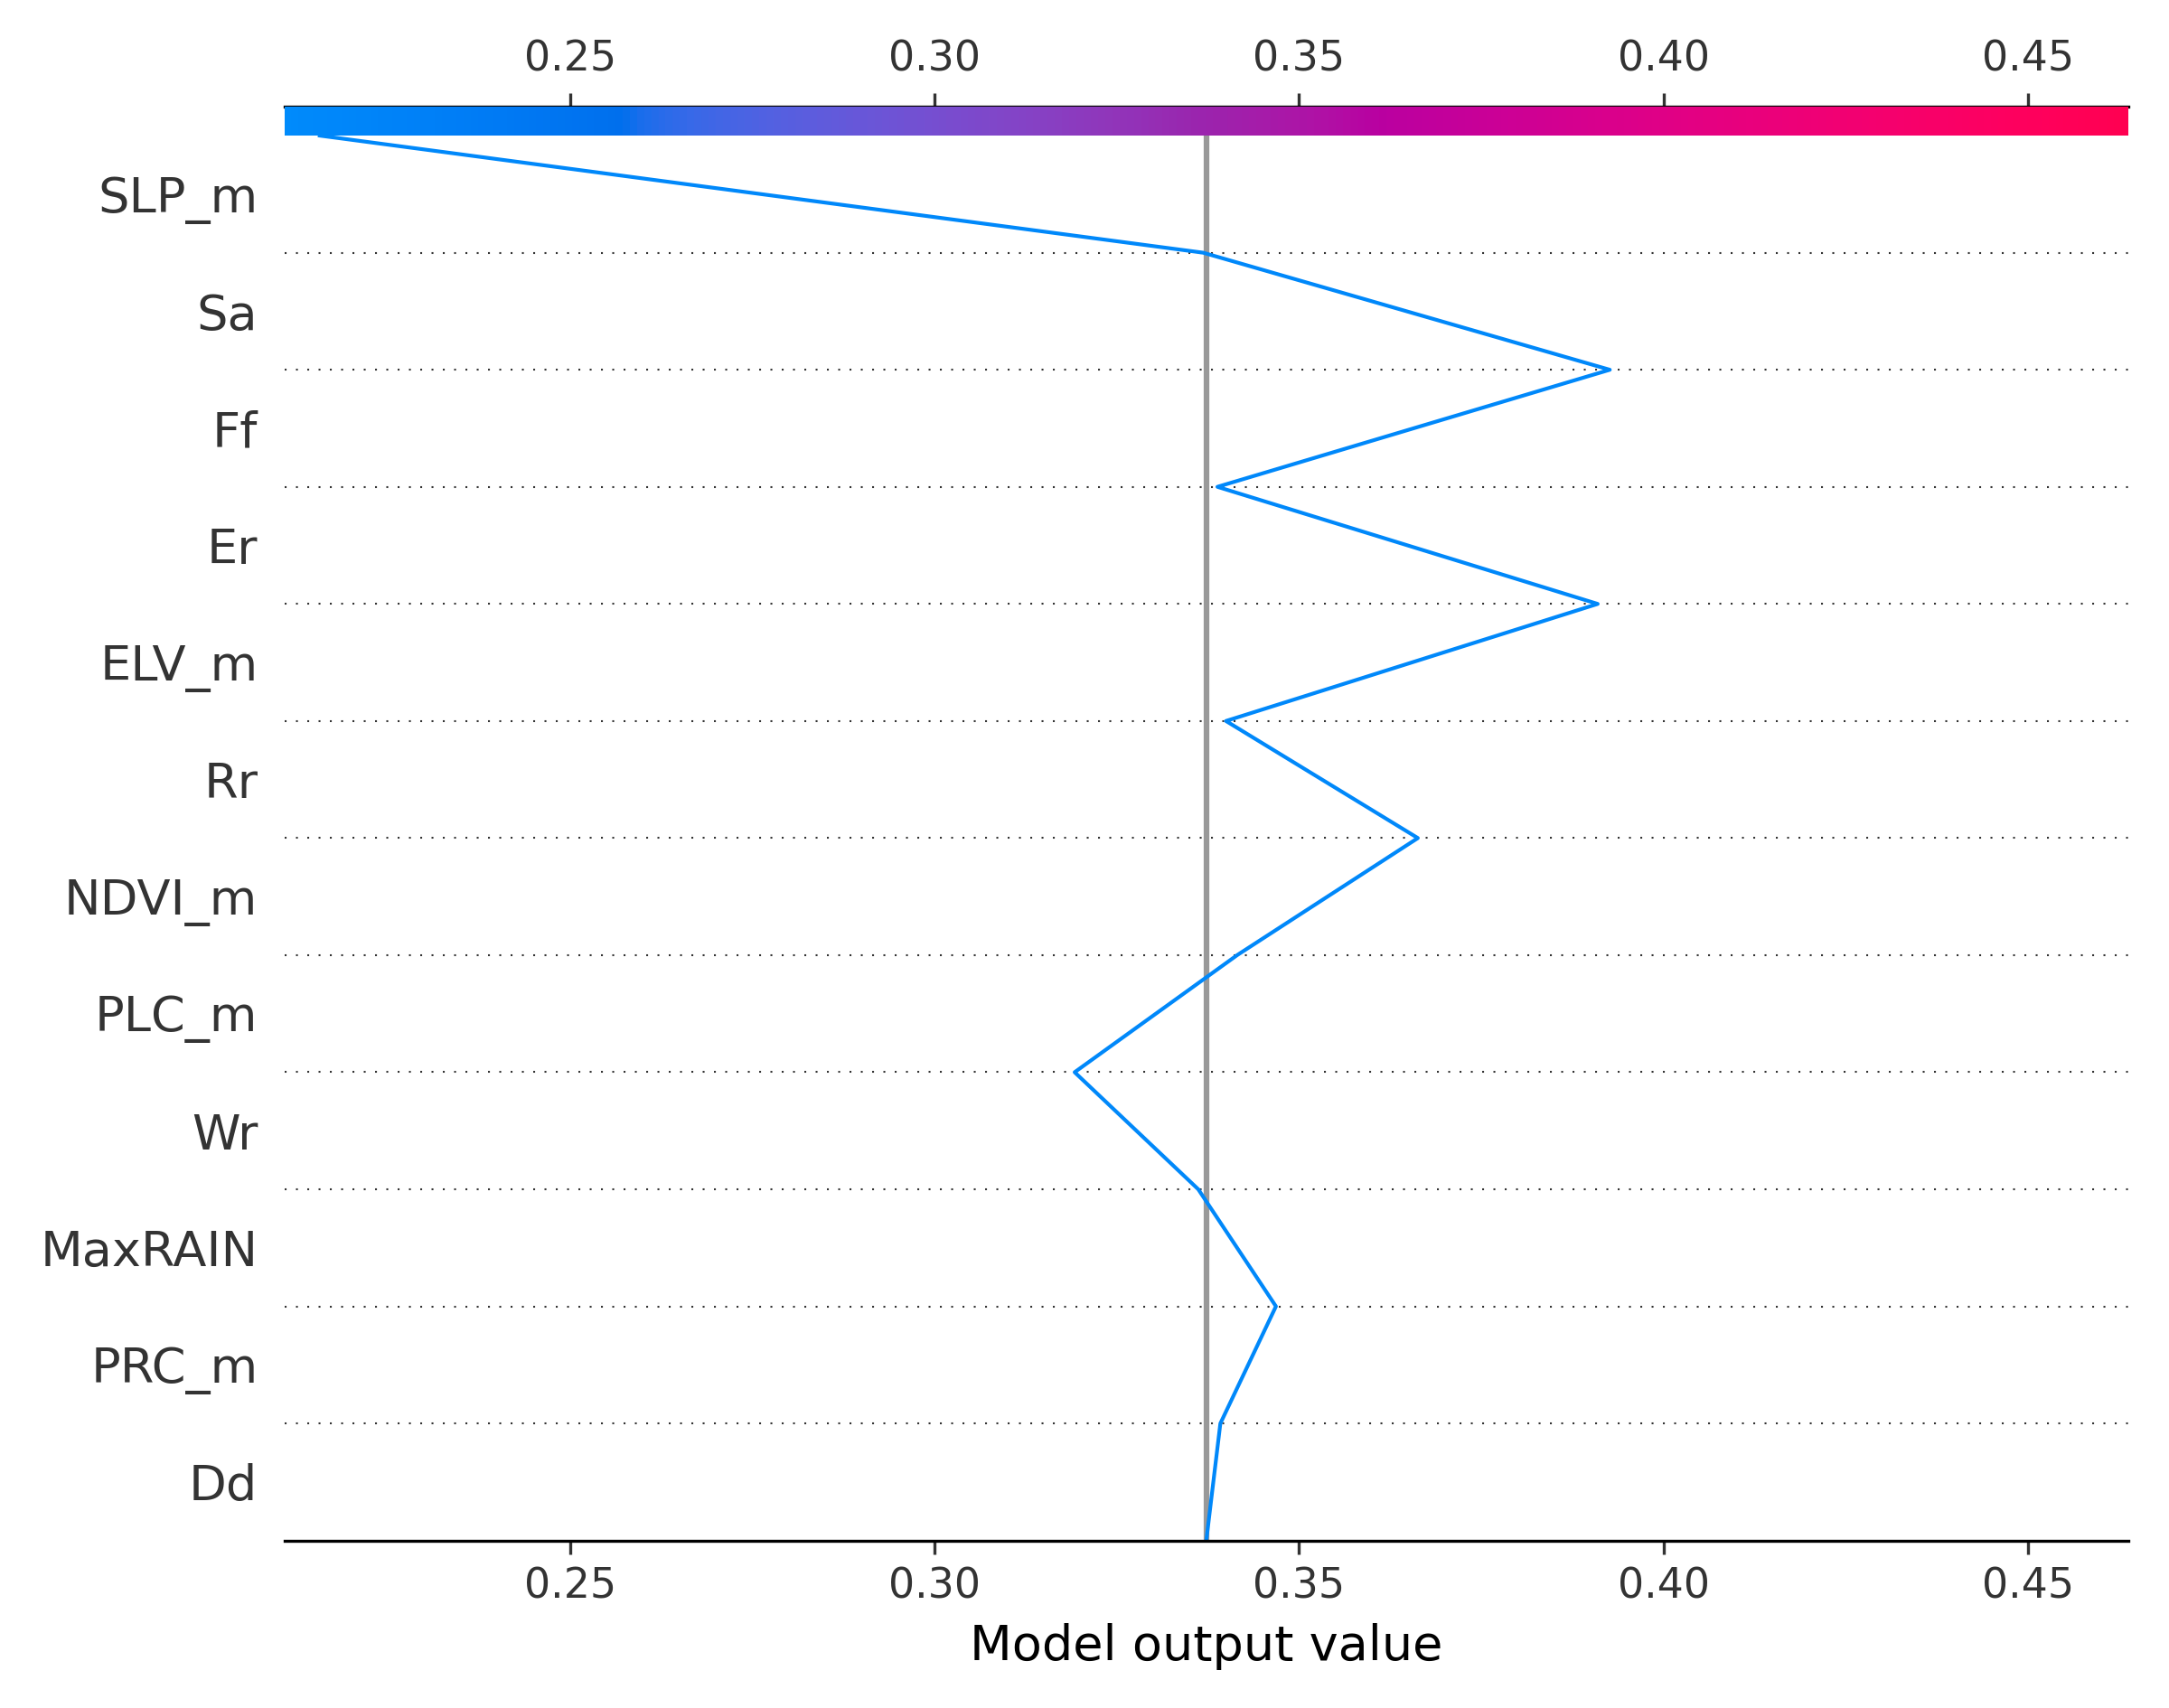 0.25 0.30 0.35 0.40 0.45
SLP_m
Sa
Ff
Er
ELV_m
Rr
NDVI_m
PLC_m
Wr
MaxRAIN
PRC_m
Dd
0.25 0.30 0.35 0.40 0.45
Model output value